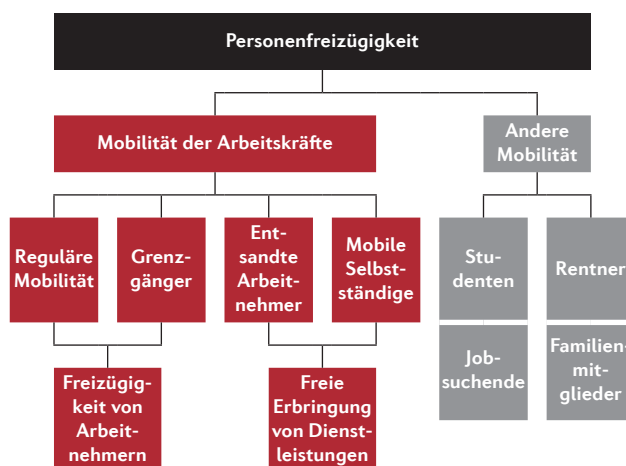 Personenfreizügigkeit
Mobilität der Arbeitskräfte
Andere
Mobilität
Reguläre
Mobilität
Grenz-
gänger
Ent-
sandte
Arbeit-
nehmer
Mobile
Selbst-
ständige
Stu-
denten
Rentner
Job-
suchende
Familien-
mit-
glieder
Freizügig-
keit von
Arbeit-
nehmern
Freie
Erbringung
von Dienst-
leistungen